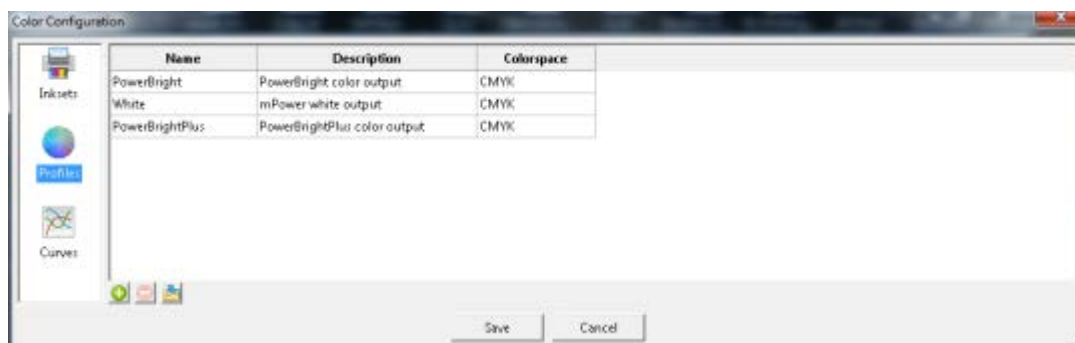 Color Configuration
Name Description Colorspace
Inksets
PowerBright PowerBright color output CMYK
White mPower white output CMYK
PowerBrightPlus PowerBrightPlus color output CMYK
Profiles
Curves
Save Cancel